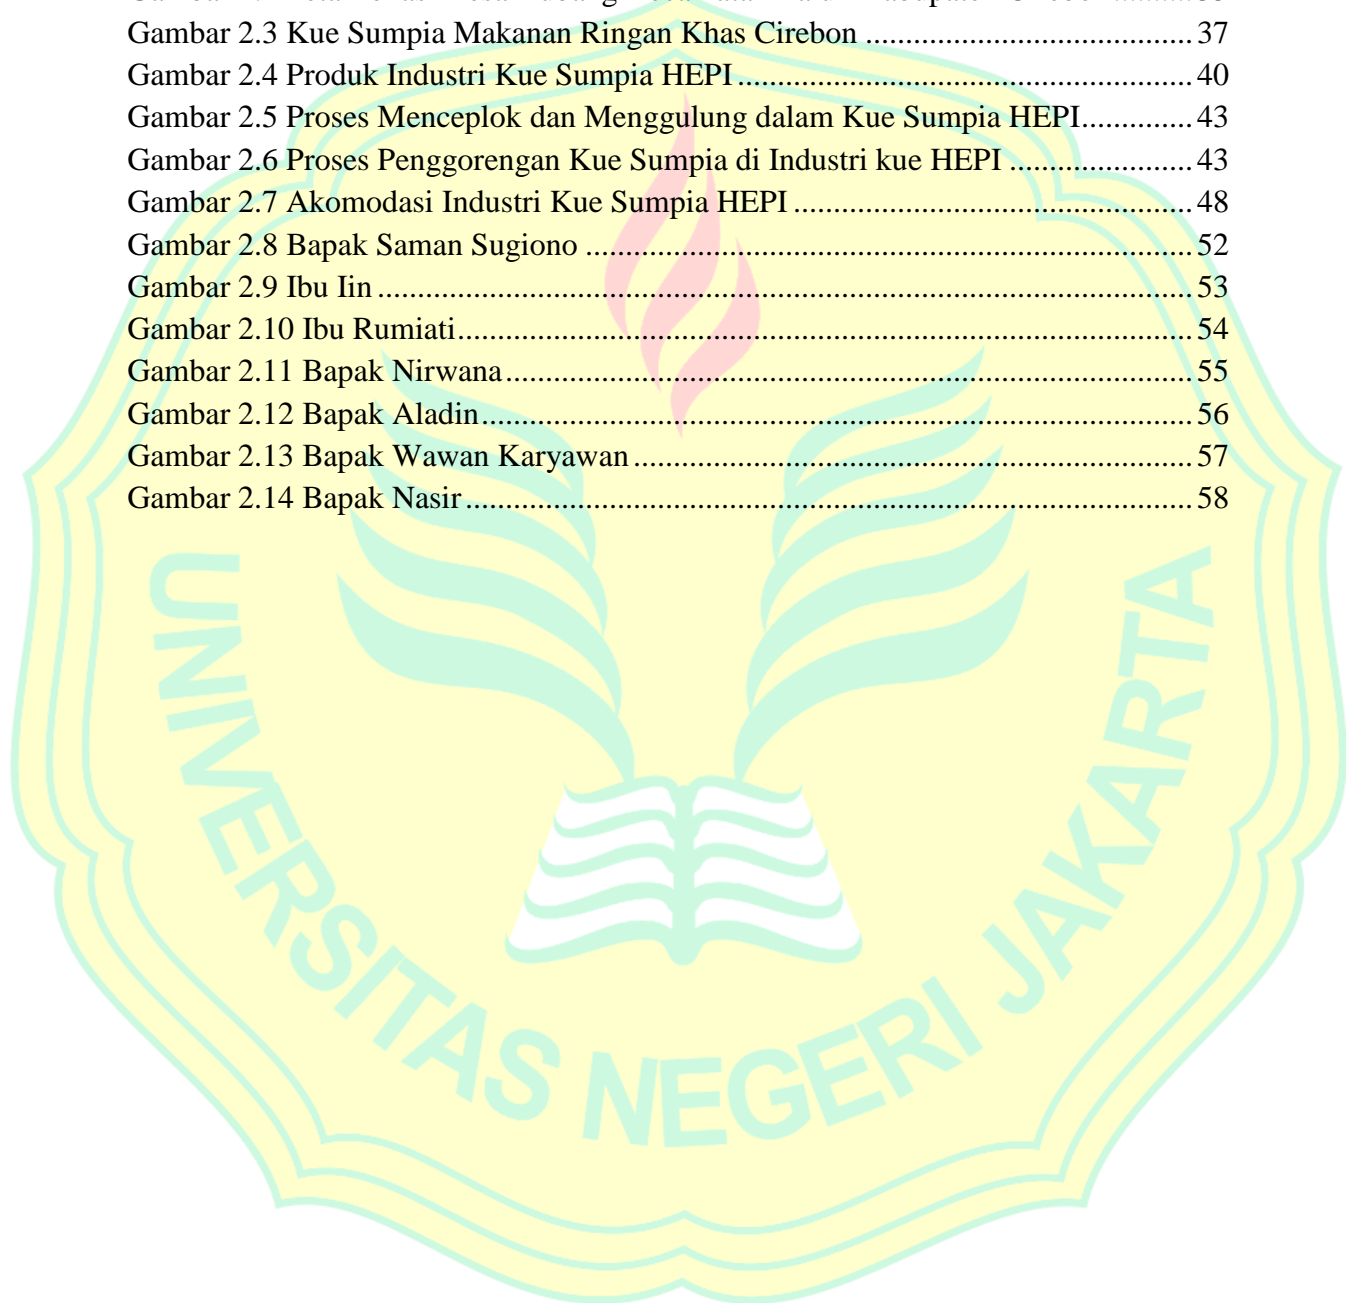 Gambar 2.3 Kue Sumpia Makanan Ringan Khas Cirebon ........................................ 37
Gambar 2.4 Produk Industri Kue Sumpia HEPI ........................................................ 40
Gambar 2.5 Proses Menceplok dan Menggulung dalam Kue Sumpia HEPI.............. 43
Gambar 2.6 Proses Penggorengan Kue Sumpia di Industri kue HEPI ....................... 43
Gambar 2.7 Akomodasi Industri Kue Sumpia HEPI ................................................. 48
Gambar 2.8 Bapak Saman Sugiono ........................................................................... 52
Gambar 2.9 Ibu Iin ..................................................................................................... 53
Gambar 2.10 Ibu Rumiati........................................................................................... 54
Gambar 2.11 Bapak Nirwana..................................................................................... 55
Gambar 2.12 Bapak Aladin........................................................................................ 56
Gambar 2.13 Bapak Wawan Karyawan ..................................................................... 57
Gambar 2.14 Bapak Nasir .......................................................................................... 58
UNIVERSITAS NEGERI JAKARTA